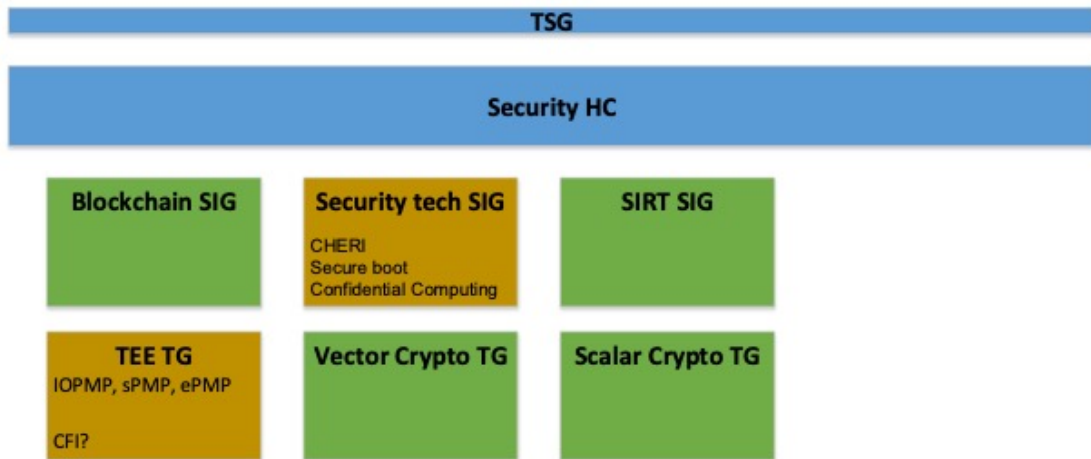 TSG
Security HC
Blockchain SIG
Security tech SIG
CHERI
Secure boot
Confidential Computing
SIRT SIG
TEE TG
IOPMP, sPMP, ePMP
CFI?
Vector Crypto TG
Scalar Crypto TG